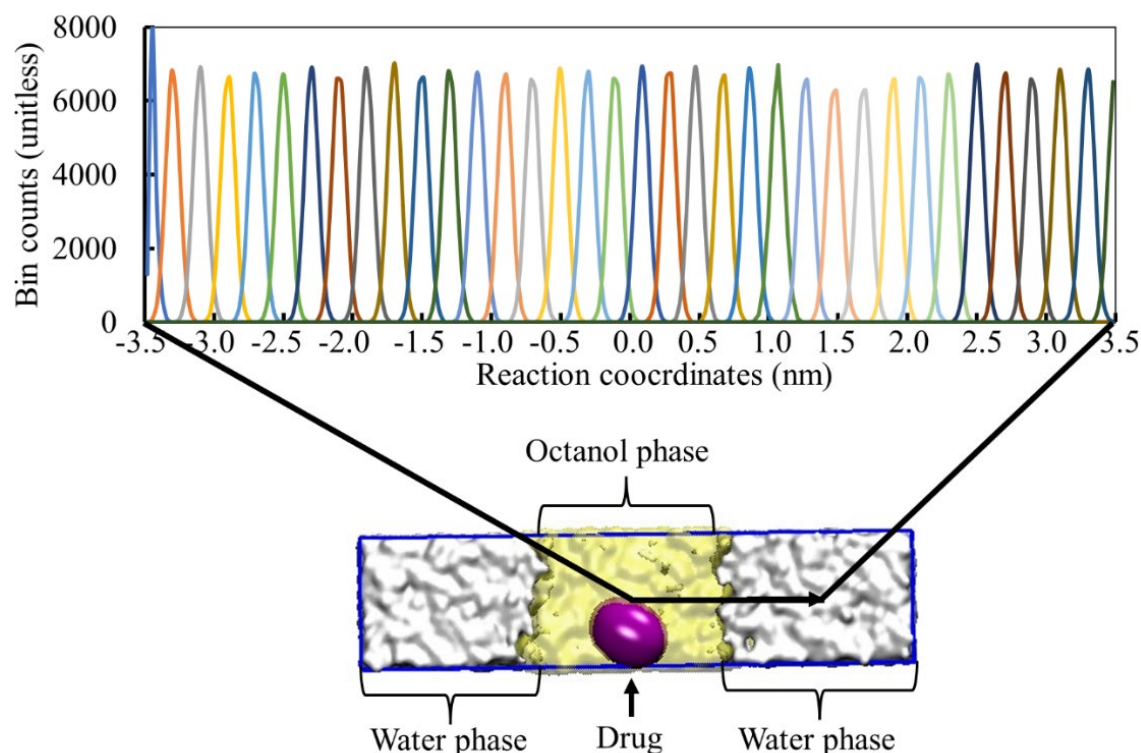 8000
6000
4000
2000
0
Bin counts (unitless)
-3.5 -3.0 -2.5 -2.0 -1.5 -1.0 -0.5 0.0 0.5 1.0 1.5 2.0 2.5 3.0 3.5
Reaction coocrdinates (nm)
Octanol phase
Water phase
Drug
Water phase